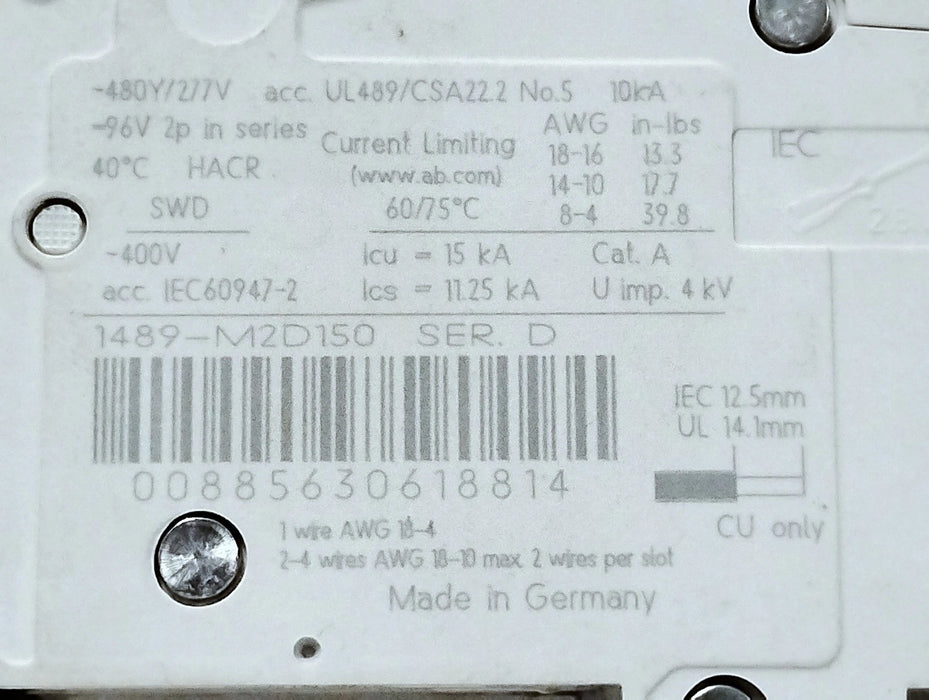 ~480Y/277V acc. UL489/CSA22.2 No.5 10kA
⎓96V 2p in series
40°C HACR
SWD
Current Limiting
(www.ab.com)
60/75°C
AWG in-lbs
18-16 13.3
14-10 17.7
8-4 39.8
IEC
~400V Icu = 15 kA Cat. A
acc. IEC60947-2 Ics = 11.25 kA U imp. 4 kV
1489-M2D150 SER. D
IEC 12.5mm
UL 14.1mm
00885630618814
CU only
1 wire AWG 18-4
2-4 wires AWG 18-10 max. 2 wires per slot
Made in Germany